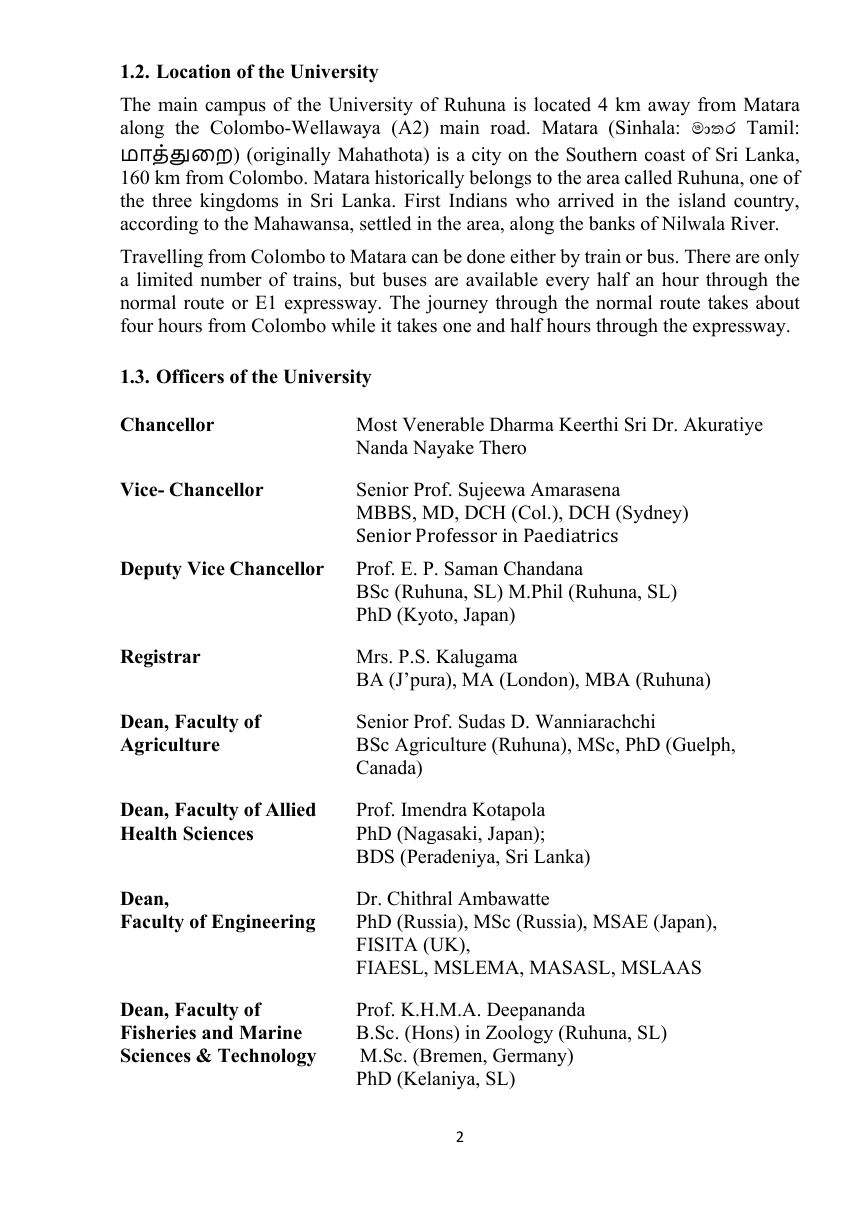 1.2. Location of the University
The main campus of the University of Ruhuna is located 4 km away from Matara
along the Colombo-Wellawaya (A2) main road. Matara (Sinhala: මාතර Tamil:
மாத்துறை) (originally Mahathota) is a city on the Southern coast of Sri Lanka,
160 km from Colombo. Matara historically belongs to the area called Ruhuna, one of
the three kingdoms in Sri Lanka. First Indians who arrived in the island country,
according to the Mahawansa, settled in the area, along the banks of Nilwala River.
Travelling from Colombo to Matara can be done either by train or bus. There are only
a limited number of trains, but buses are available every half an hour through the
normal route or E1 expressway. The journey through the normal route takes about
four hours from Colombo while it takes one and half hours through the expressway.
1.3. Officers of the University
Chancellor Most Venerable Dharma Keerthi Sri Dr. Akuratiye
Nanda Nayake Thero
Vice- Chancellor Senior Prof. Sujeewa Amarasena
MBBS, MD, DCH (Col.), DCH (Sydney)
Senior Professor in Paediatrics
Deputy Vice Chancellor Prof. E. P. Saman Chandana
BSc (Ruhuna, SL) M.Phil (Ruhuna, SL)
PhD (Kyoto, Japan)
Registrar Mrs. P.S. Kalugama
BA (J’pura), MA (London), MBA (Ruhuna)
Dean, Faculty of Senior Prof. Sudas D. Wanniarachchi
Agriculture BSc Agriculture (Ruhuna), MSc, PhD (Guelph,
Canada)
Dean, Faculty of Allied Prof. Imendra Kotapola
Health Sciences PhD (Nagasaki, Japan);
BDS (Peradeniya, Sri Lanka)
Dean, Dr. Chithral Ambawatte
Faculty of Engineering PhD (Russia), MSc (Russia), MSAE (Japan),
FISITA (UK),
FIAESL, MSLEMA, MASASL, MSLAAS
Dean, Faculty of Prof. K.H.M.A. Deepananda
Fisheries and Marine B.Sc. (Hons) in Zoology (Ruhuna, SL)
Sciences & Technology M.Sc. (Bremen, Germany)
PhD (Kelaniya, SL)
2